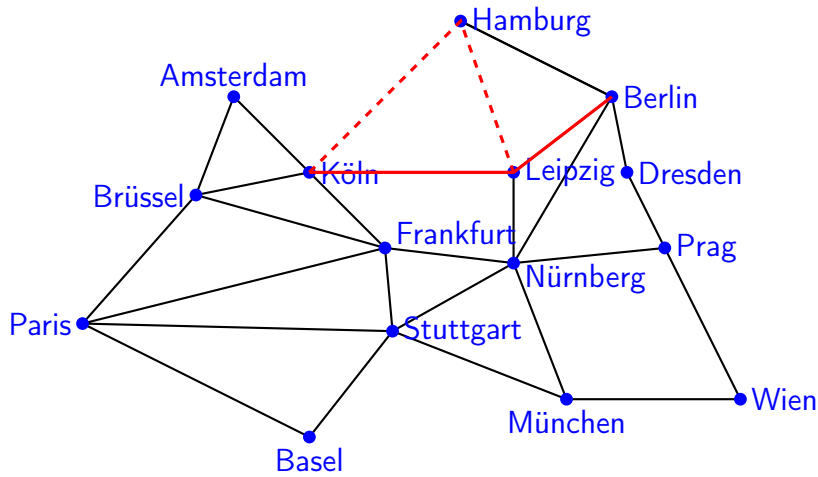 Hamburg
Amsterdam
Berlin
Köln
Leipzig
Dresden
Brüssel
Frankfurt
Prag
Nürnberg
Paris
Stuttgart
Wien
München
Basel